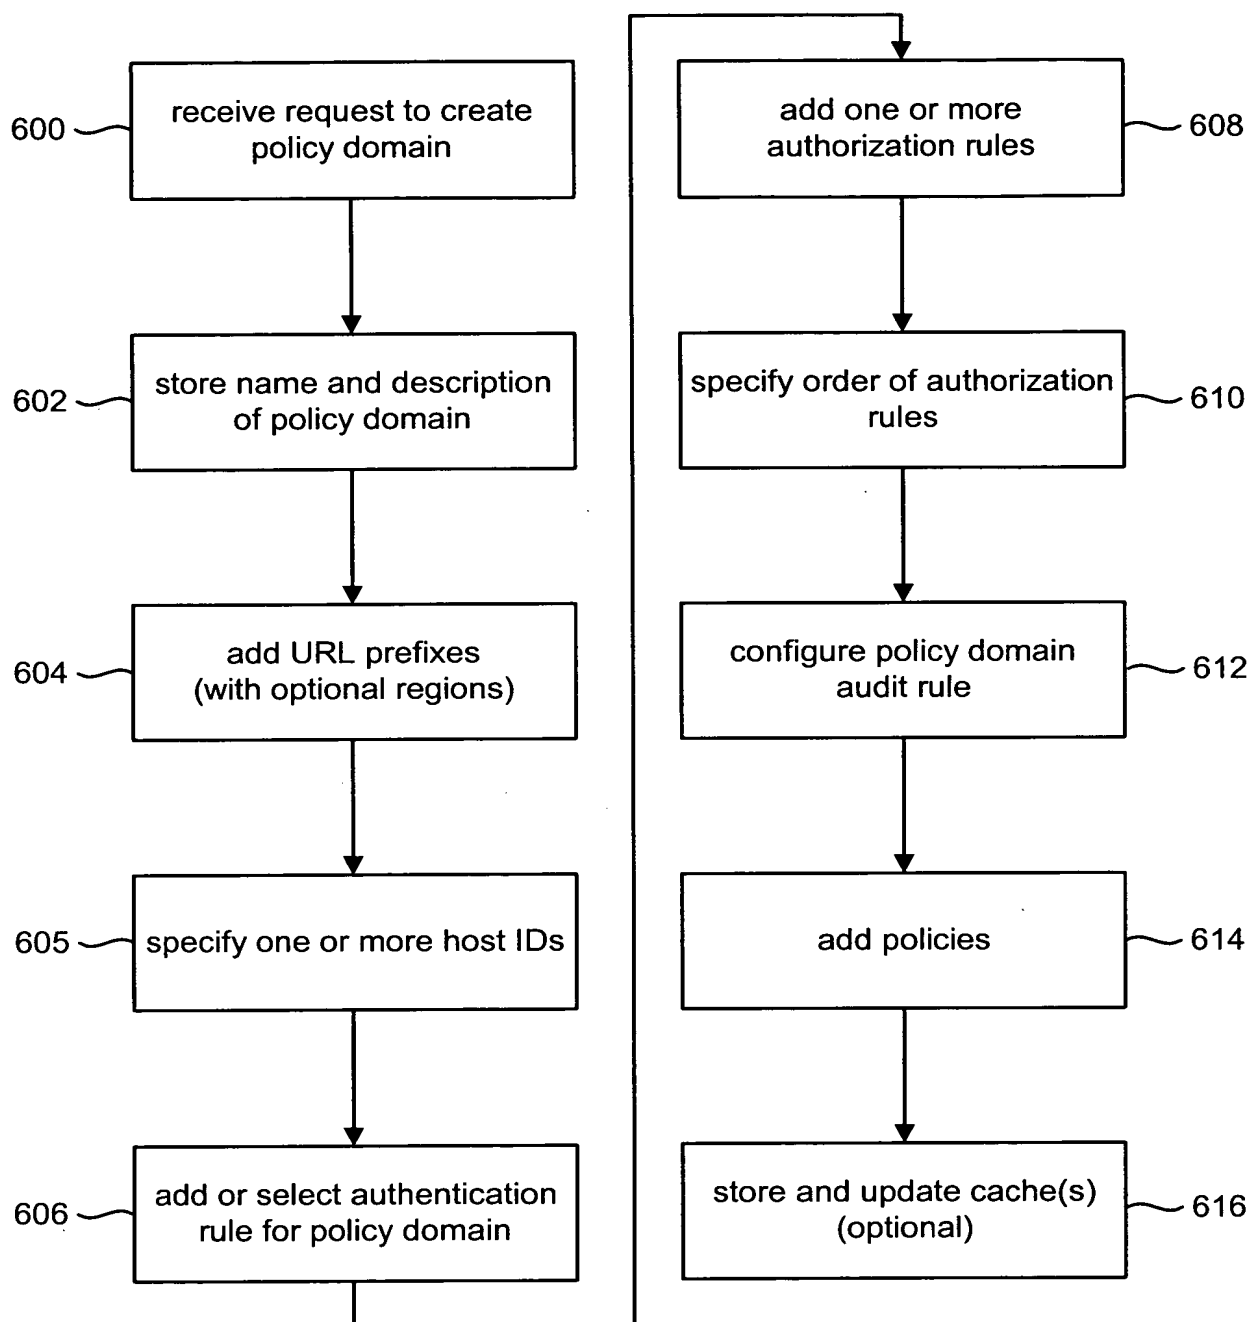 600
receive request to create
policy domain
602
store name and description
of policy domain
604
add URL prefixes
(with optional regions)
605
specify one or more host IDs
606
add or select authentication
rule for policy domain
add one or more
authorization rules
608
specify order of authorization
rules
610
configure policy domain
audit rule
612
add policies
614
store and update cache(s)
(optional)
616